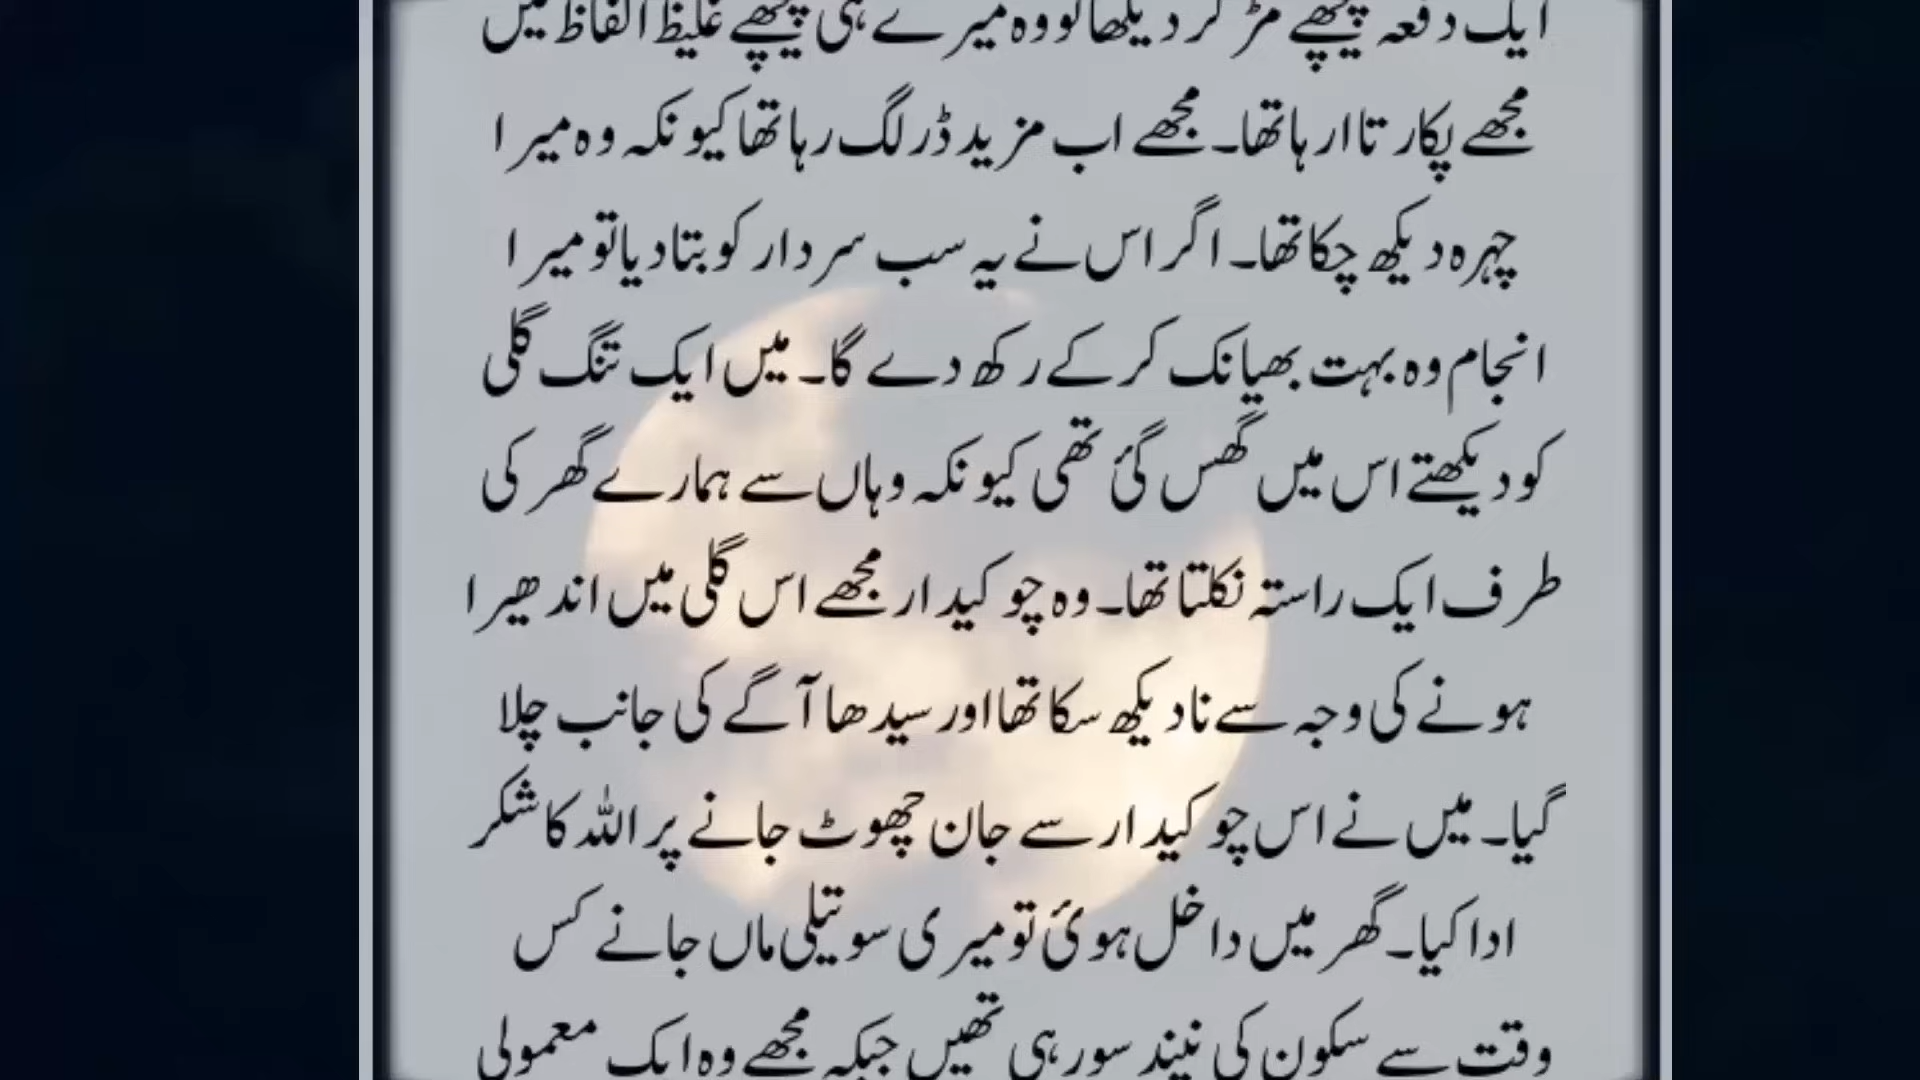 ایک دفعہ پیچھے مڑ کر دیکھا تو وہ میرے ہی پیچھے غلیظ الفاظ میں
مجھے پکارتا ارہا تھا۔ مجھے اب مزید ڈر لگ رہا تھا کیونکہ وہ میرا
چہرہ دیکھ چکا تھا۔ اگر اس نے یہ سب سردار کو بتا دیا تو میرا
انجام وہ بہت بھیانک کر کے رکھ دے گا۔ میں ایک تنگ گلی
کو دیکھتے اس میں گھس گئ تھی کیونکہ وہاں سے ہمارے گھر کی
طرف ایک راستہ نکلتا تھا۔ وہ چوکیدار مجھے اس گلی میں اندھیرا
ہونے کی وجہ سے نا دیکھ سکا تھا اور سیدھا آگے کی جانب چلا
گیا۔ میں نے اس چوکیدار سے جان چھوٹ جانے پر اللہ کا شکر
ادا کیا۔ گھر میں داخل ہوئ تو میری سوتیلی ماں جانے کس
وقت سے سکون کی نیند سو رہی تھیں جبکہ مجھے وہ ایک معمولی